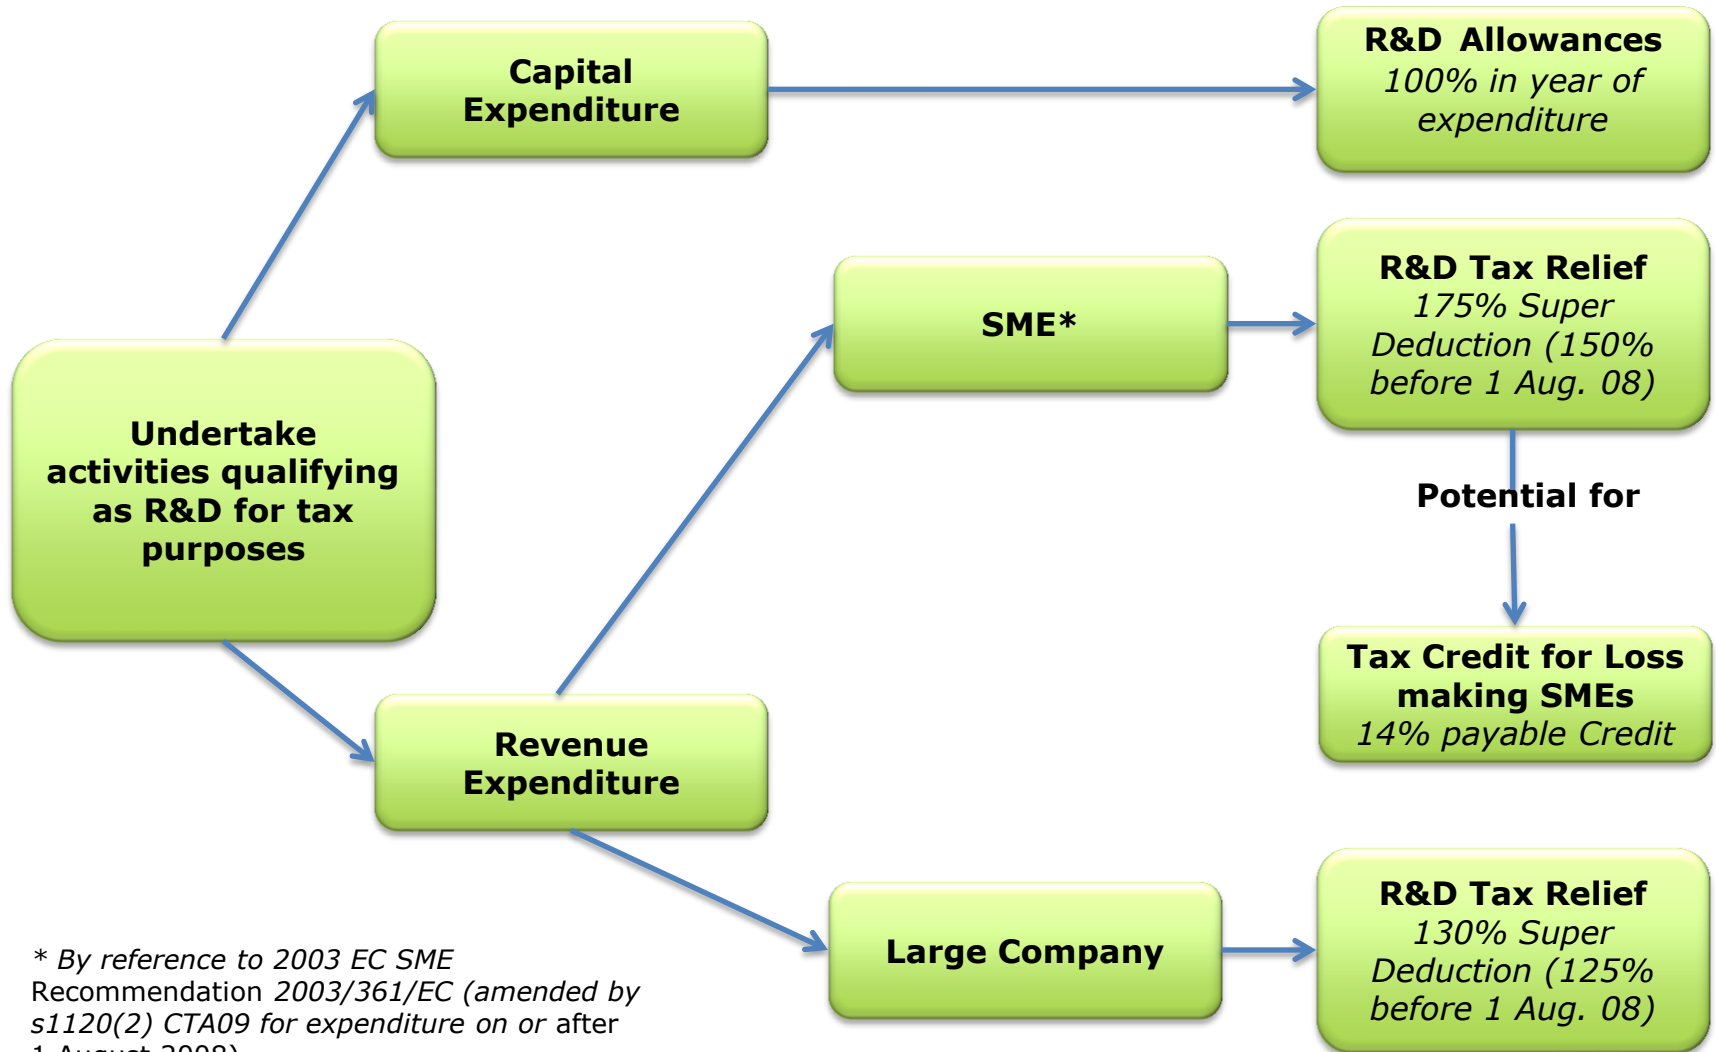 Capital
Expenditure
R&D Allowances
100% in year of
expenditure
SME*
R&D Tax Relief
175% Super
Deduction (150%
before 1 Aug. 08)
Undertake
activities qualifying
as R&D for tax
purposes
Potential for
Tax Credit for Loss
making SMEs
14% payable Credit
Revenue
Expenditure
Large Company
R&D Tax Relief
130% Super
Deduction (125%
before 1 Aug. 08)
* By reference to 2003 EC SME
Recommendation 2003/361/EC (amended by
s1120(2) CTA09 for expenditure on or after
1 August 2008)